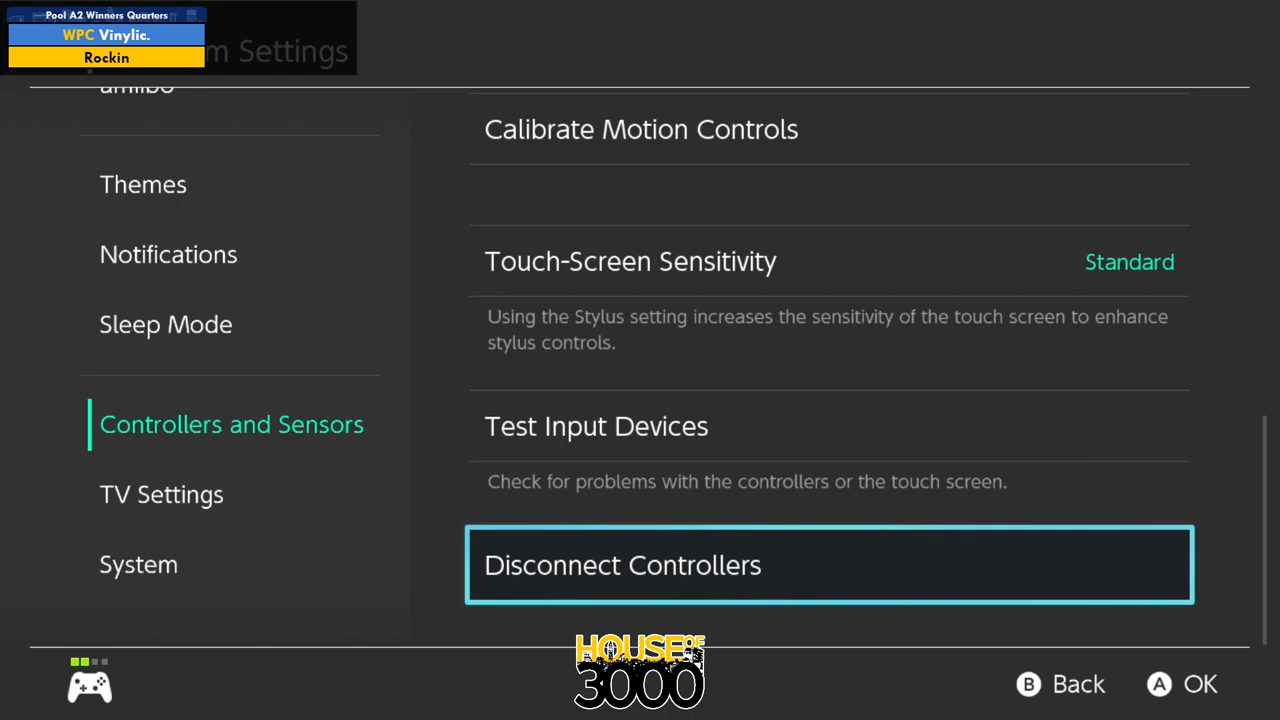 Pool A2 Winners Quarters
WPC Vinylic.
Rockin
m Settings
amiibo
Themes
Notifications
Sleep Mode
Controllers and Sensors
TV Settings
System
Calibrate Motion Controls
Touch-Screen Sensitivity
Standard
Using the Stylus setting increases the sensitivity of the touch screen to enhance
stylus controls.
Test Input Devices
Check for problems with the controllers or the touch screen.
Disconnect Controllers
HOUSE OF
3000
B Back
A OK